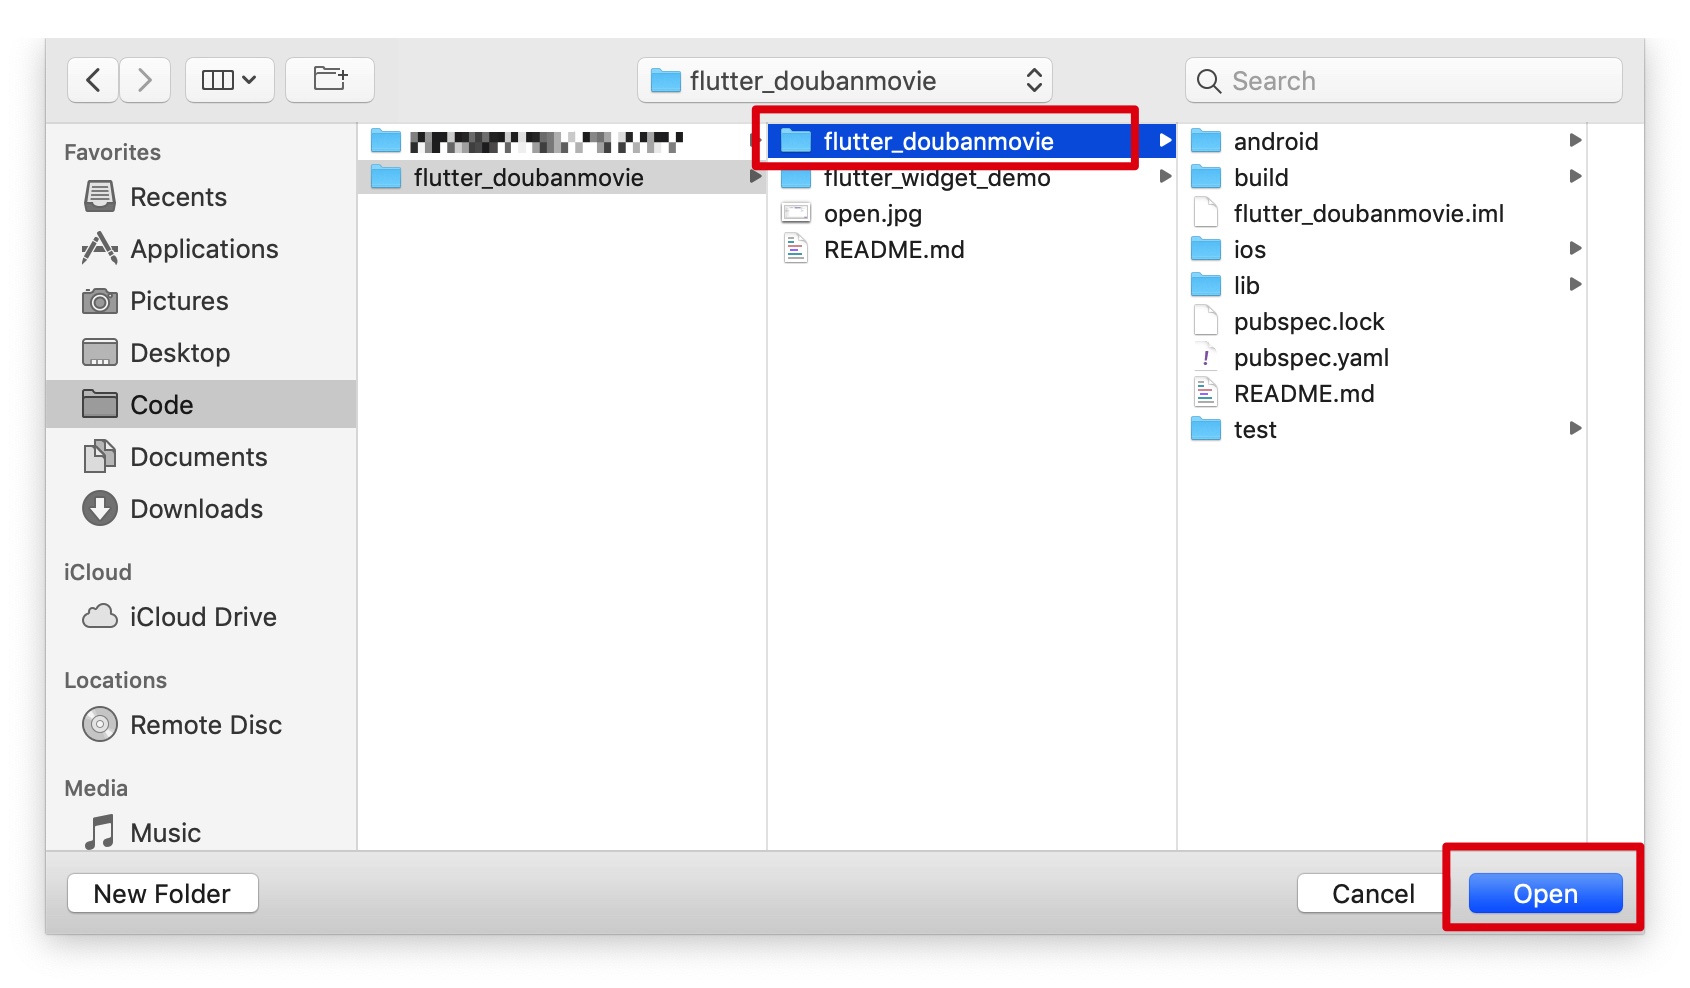 flutter_doubanmovie
Search
Favorites
Recents
Applications
Pictures
Desktop
Code
Documents
Downloads
iCloud
iCloud Drive
Locations
Remote Disc
Media
Music
flutter_doubanmovie
flutter_doubanmovie
flutter_widget_demo
open.jpg
README.md
android
build
flutter_doubanmovie.iml
ios
lib
pubspec.lock
pubspec.yaml
README.md
test
New Folder
Cancel
Open